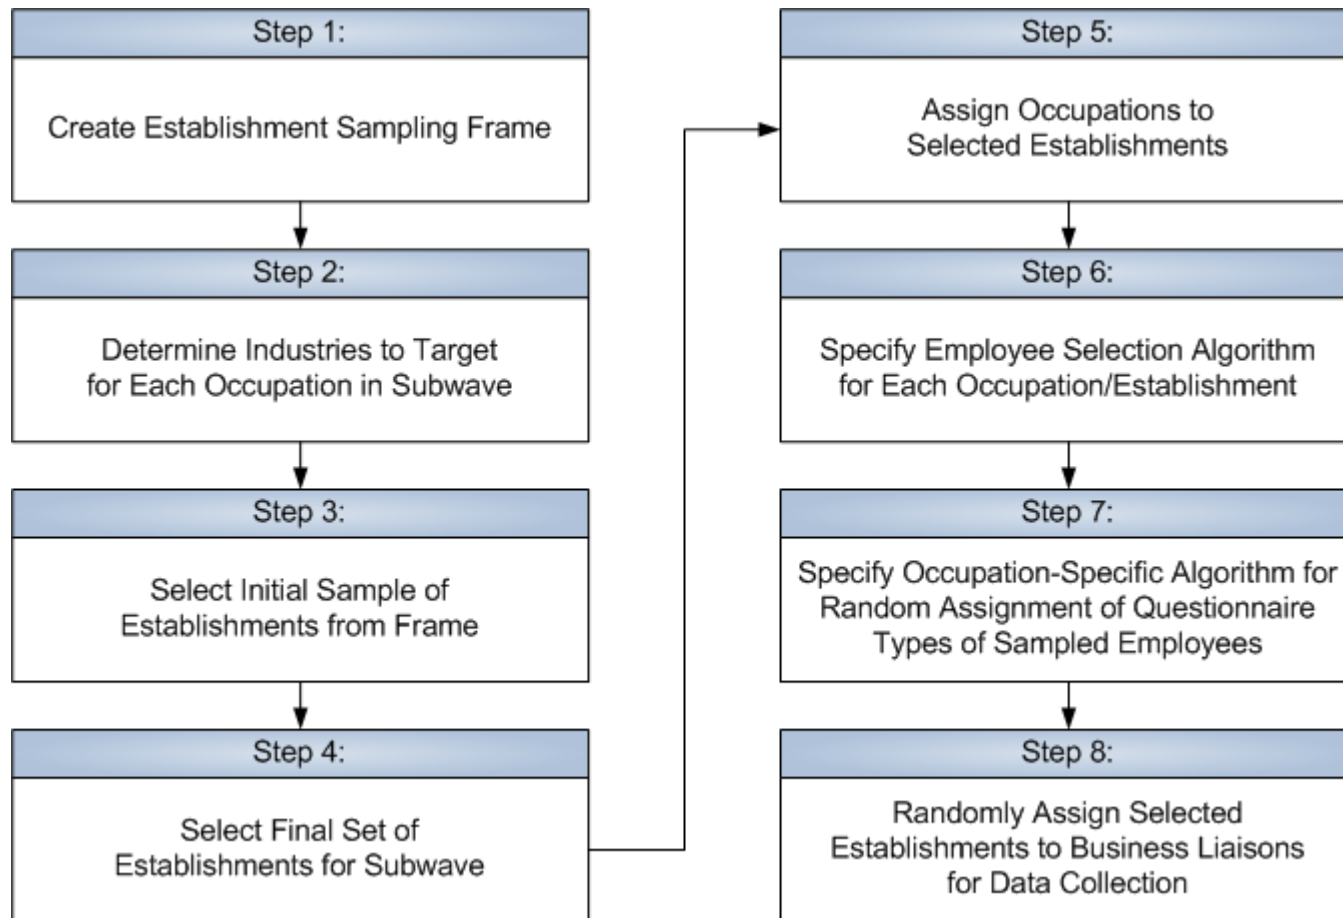 Step 1:
Create Establishment Sampling Frame
Step 2:
Determine Industries to Target
for Each Occupation in Subwave
Step 3:
Select Initial Sample of
Establishments from Frame
Step 4:
Select Final Set of
Establishments for Subwave
Step 5:
Assign Occupations to
Selected Establishments
Step 6:
Specify Employee Selection Algorithm
for Each Occupation/Establishment
Step 7:
Specify Occupation-Specific Algorithm for
Random Assignment of Questionnaire
Types of Sampled Employees
Step 8:
Randomly Assign Selected
Establishments to Business Liaisons
for Data Collection